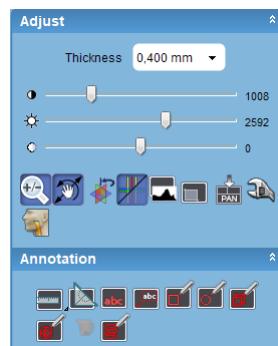 Adjust
Thickness 0,400 mm
1008
2592
0
+/-
PAN
Annotation
abc abc